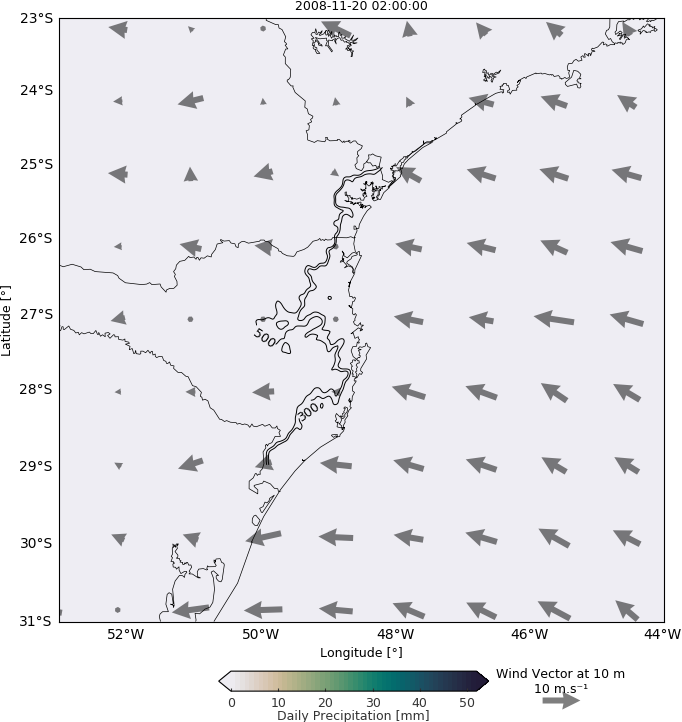 2008-11-20 02:00:00
23°S
24°S
25°S
26°S
27°S
28°S
29°S
30°S
31°S
Latitude [°]
500
300
52°W 50°W 48°W 46°W 44°W
Longitude [°]
0 10 20 30 40 50
Daily Precipitation [mm]
Wind Vector at 10 m
10 m.s⁻¹